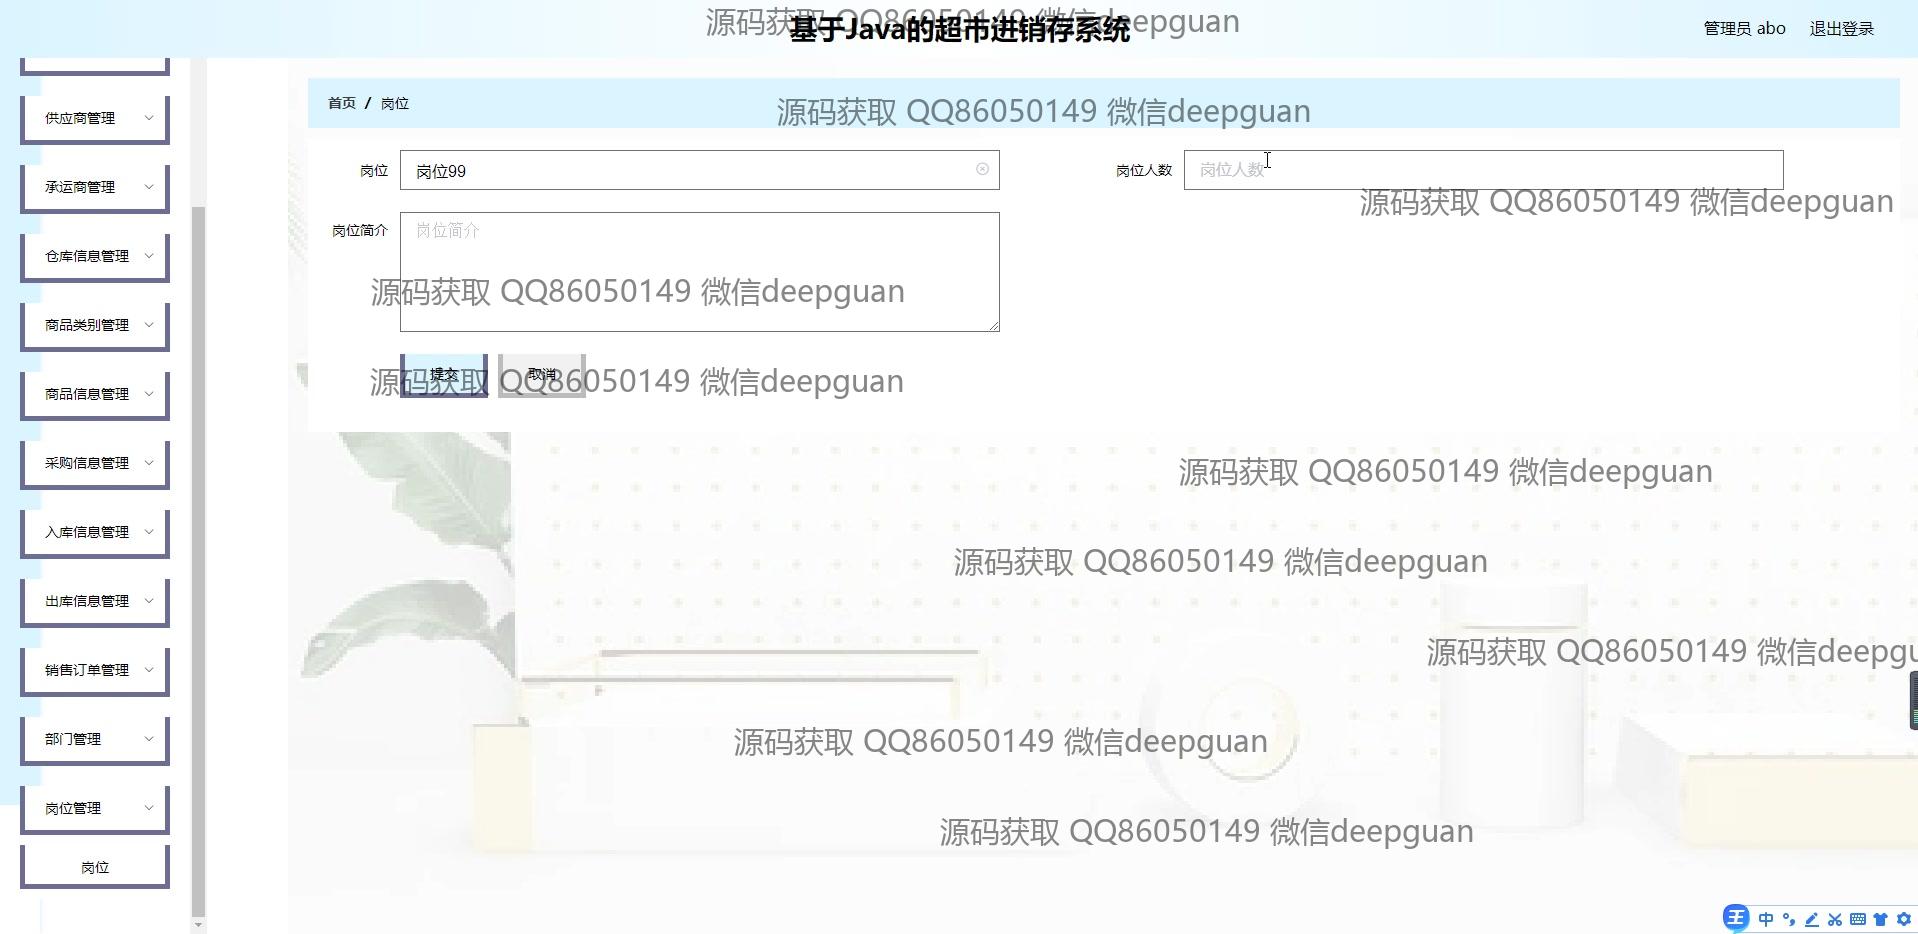 源码获取 QQ86050149 微信deepguan
基于Java的超市进销存系统
管理员 abo
退出登录
首页 / 岗位
源码获取 QQ86050149 微信deepguan
供应商管理
承运商管理
仓库信息管理
商品类别管理
商品信息管理
采购信息管理
入库信息管理
出库信息管理
销售订单管理
部门管理
岗位管理
岗位
岗位
岗位99
岗位人数
岗位人数
源码获取 QQ86050149 微信deepguan
岗位简介
岗位简介
源码获取 QQ86050149 微信deepguan
提交
取消
源码获取 QQ86050149 微信deepguan
源码获取 QQ86050149 微信deepguan
源码获取 QQ86050149 微信deepguan
源码获取 QQ86050149 微信deepgu
源码获取 QQ86050149 微信deepguan
源码获取 QQ86050149 微信deepguan
王 中